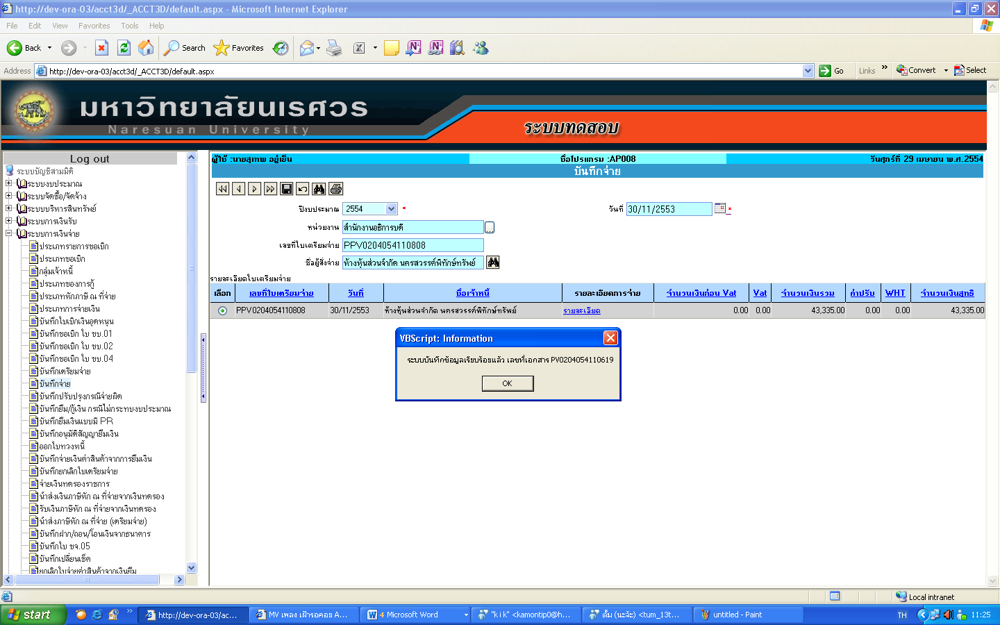 http://dev-ora-03/acct3d/_ACCT3D/default.aspx - Microsoft Internet Explorer
File Edit View Favorites Tools Help
Back Search Favorites
Address http://dev-ora-03/acct3d/_ACCT3D/default.aspx Go Links Convert Select
มหาวิทยาลัยนเรศวร
Naresuan University
ระบบทดสอบ
Log out
ผู้ใช้ :นายสุเทพ อยู่เย็น ชื่อโปรแกรม :AP008 วันศุกร์ที่ 29 เมษายน พ.ศ.2554
บันทึกจ่าย
ระบบบัญชีสามมิติ
ระบบงบประมาณ
ระบบจัดซื้อ/จัดจ้าง
ระบบบริหารสินทรัพย์
ระบบการเงินรับ
ระบบการเงินจ่าย
ประเภทรายการขอเบิก
ประเภทขอเบิก
กลุ่มเจ้าหนี้
ประเภทของการกู้
ประเภทหักภาษี ณ ที่จ่าย
ประเภทการจ่ายเงิน
บันทึกใบเบิกเงินอุดหนุน
บันทึกขอเบิก ใบ ขบ.01
บันทึกขอเบิก ใบ ขบ.02
บันทึกขอเบิก ใบ ขบ.04
บันทึกเตรียมจ่าย
บันทึกจ่าย
บันทึกปรับปรุงกรณีจ่ายผิด
บันทึกยืม/กู้เงิน กรณีไม่กระทบงบประมาณ
บันทึกยืมเงินแบบมี PR
บันทึกอนุมัติสัญญายืมเงิน
ออกใบทวงหนี้
บันทึกจ่ายเงินค่าสินค้าจากการยืมเงิน
บันทึกยกเลิกใบเตรียมจ่าย
จ่ายเงินทดรองราชการ
นำส่งเงินภาษีหัก ณ ที่จ่ายจากเงินทดรอง
รับเงินภาษีหัก ณ ที่จ่ายจากเงินทดรอง
นำส่งภาษีหัก ณ ที่จ่าย (เตรียมจ่าย)
บันทึกฝาก/ถอน/โอนเงินจากธนาคาร
บันทึกใบ ขจ.05
บันทึกเปลี่ยนเช็ค
ยกเลิกใบจ่ายค่าสินค้าจากเงินยืม
ปีงบประมาณ 2554 * วันที่ 30/11/2553 *
หน่วยงาน สำนักงานอธิการบดี ...
เลขที่ใบเตรียมจ่าย PPV0204054110808
ชื่อผู้สั่งจ่าย ห้างหุ้นส่วนจำกัด นครสวรรค์พิทักษ์ทรัพย์
รายละเอียดใบเตรียมจ่าย
เลือก เลขที่ใบเตรียมจ่าย วันที่ ชื่อเจ้าหนี้ รายละเอียดการจ่าย จำนวนเงินก่อน Vat Vat จำนวนเงินรวม ค่าปรับ WHT จำนวนเงินสุทธิ
PPV0204054110808 30/11/2553 ห้างหุ้นส่วนจำกัด นครสวรรค์พิทักษ์ทรัพย์ รายละเอียด 0.00 0.00 43,335.00 0.00 0.00 43,335.00
VBScript: Information
ระบบบันทึกข้อมูลเรียบร้อยแล้ว เลขที่เอกสาร PV0204054110619
OK
Local intranet
start http://dev-ora-03/ac... MV เพลง เฝ้ารอคอย A... 4 Microsoft Word "k i k" <kamontip0@h... ตั้ม (นะจ๊ะ) <tum_13t... untitled - Paint TH 11:25